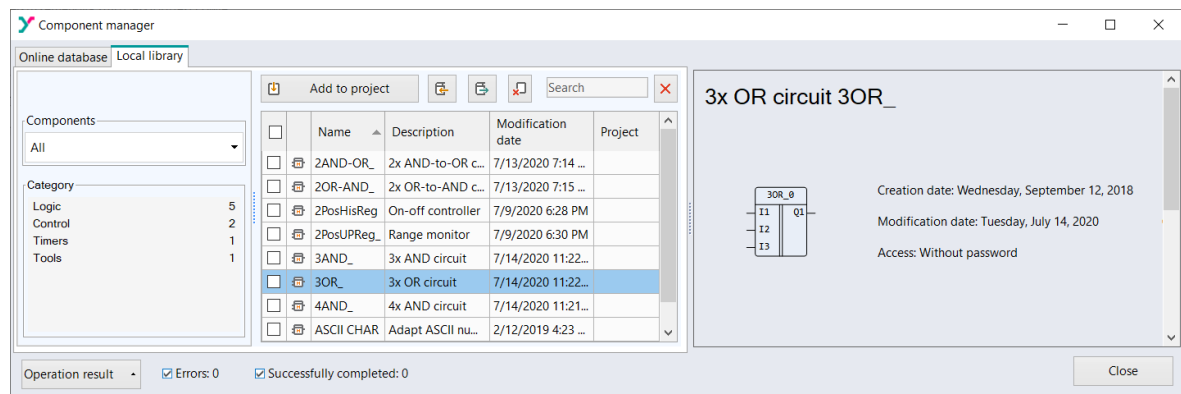 Component manager
Online database Local library
Add to project Search
Components
All
Category
Logic 5
Control 2
Timers 1
Tools 1
Name Description Modification date Project
2AND-OR_ 2x AND-to-OR c... 7/13/2020 7:14 ...
2OR-AND_ 2x OR-to-AND c... 7/13/2020 7:15 ...
2PosHisReg On-off controller 7/9/2020 6:28 PM
2PosUPReg_ Range monitor 7/9/2020 6:30 PM
3AND_ 3x AND circuit 7/14/2020 11:22...
3OR_ 3x OR circuit 7/14/2020 11:22...
4AND_ 4x AND circuit 7/14/2020 11:21...
ASCII CHAR Adapt ASCII nu... 2/12/2019 4:23 ...
3x OR circuit 3OR_
3OR_0
I1 Q1
I2
I3
Creation date: Wednesday, September 12, 2018
Modification date: Tuesday, July 14, 2020
Access: Without password
Operation result Errors: 0 Successfully completed: 0
Close